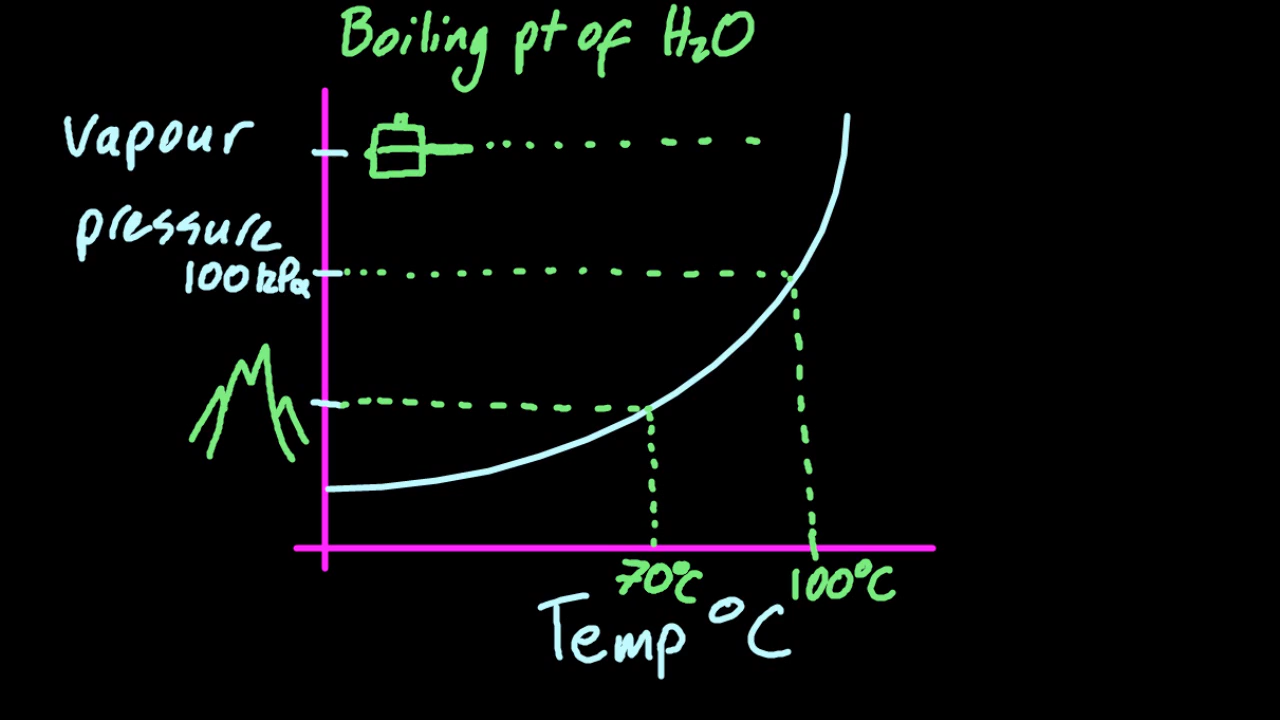 Boiling pt of H₂O
Vapour
pressure
100kPa
70°C
100°C
Temp °C